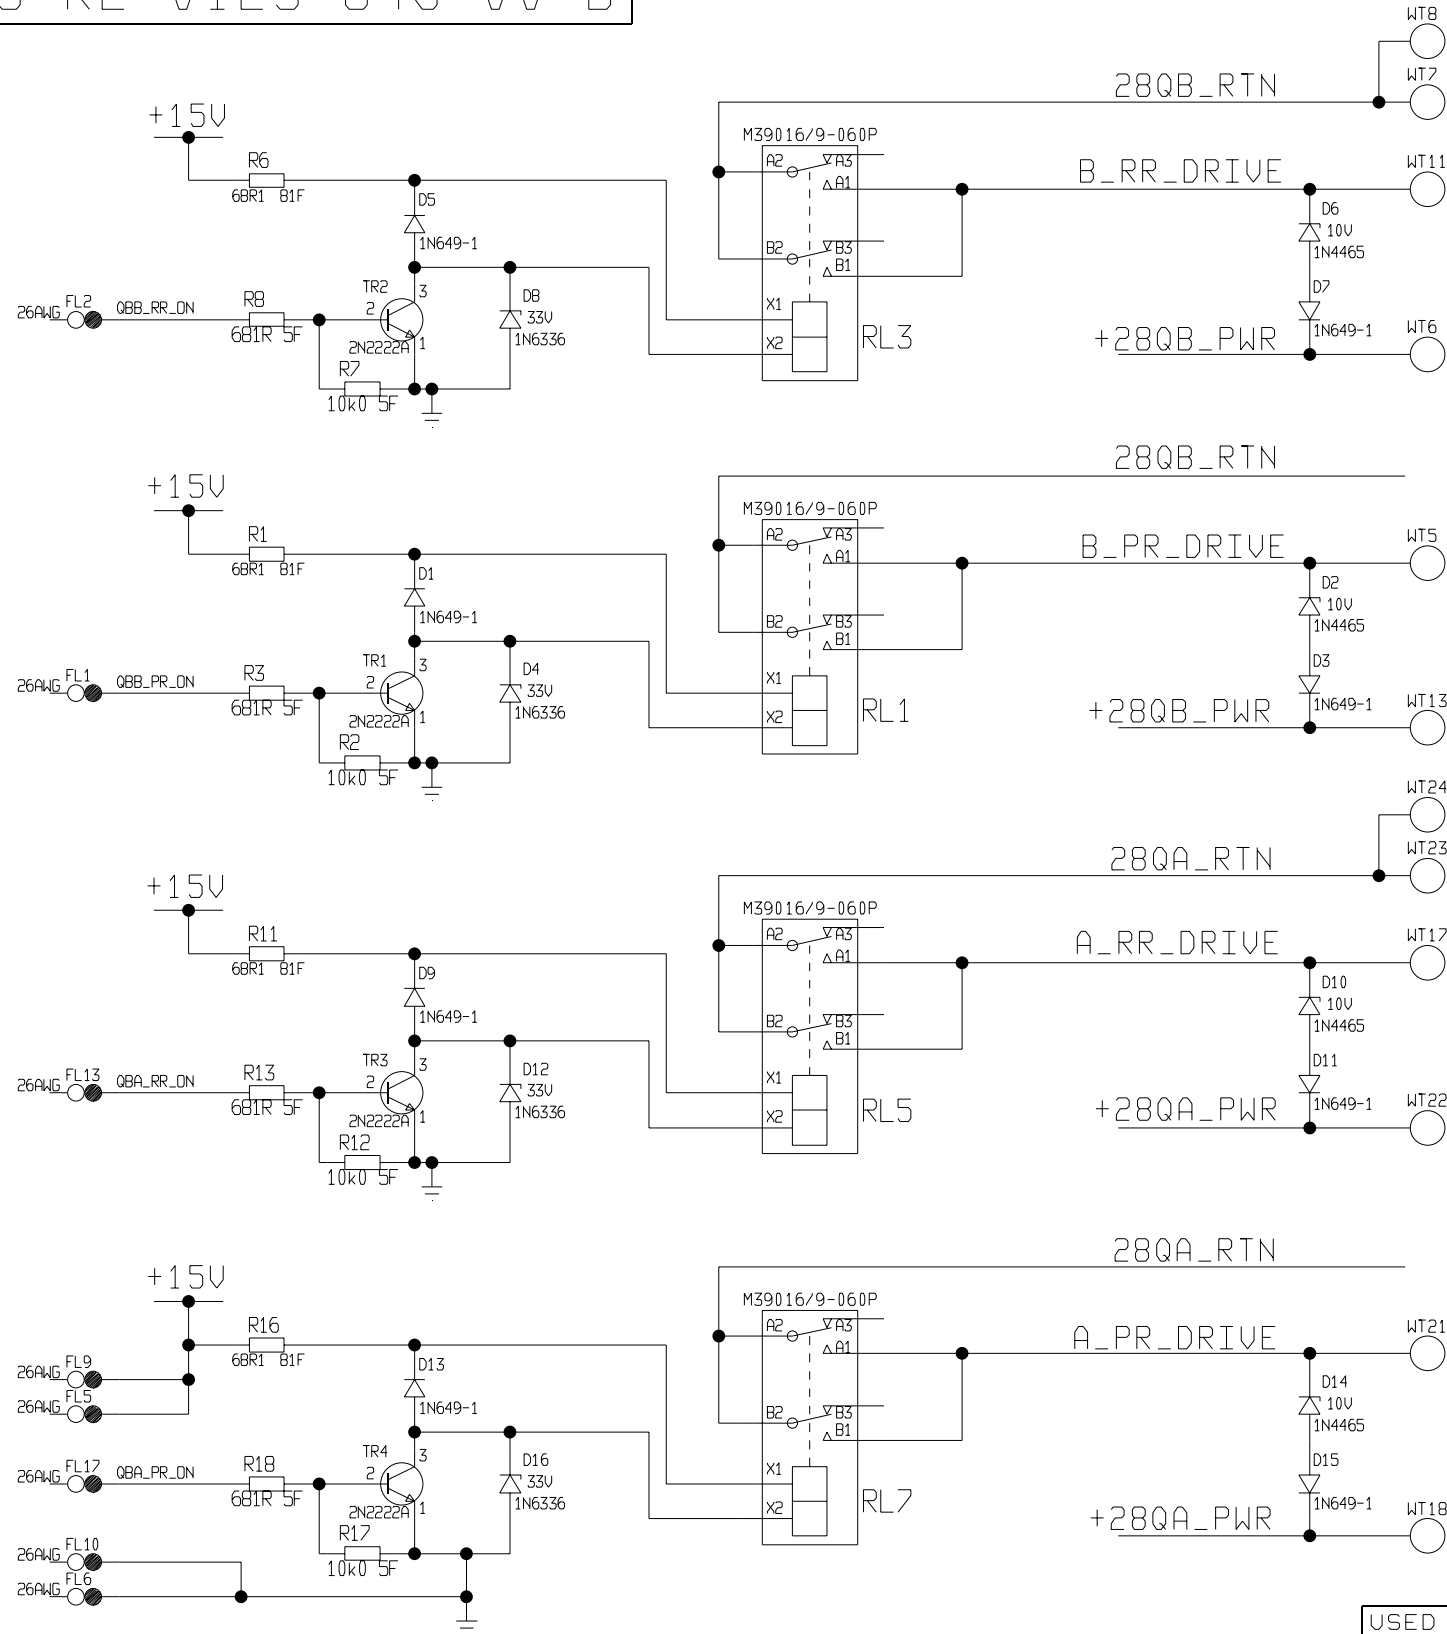 WT8
28QB_RTN
WT7
+15V
M39016/9-060P
R6
A2
A3
A1
B_RR_DRIVE
WT11
68R1 81F
D5
1N649-1
D6
10V
1N4465
B2
B3
B1
TR2
3
D8
33V
1N6336
X1
D7
26AWG FL2 QBB_RR_ON
R8
2
681R 5F
2N2222A
1
X2
RL3
1N649-1
+28QB_PWR
WT6
R7
10k0 5F
28QB_RTN
+15V
M39016/9-060P
R1
A2
A3
A1
B_PR_DRIVE
WT5
68R1 81F
D1
1N649-1
D2
10V
1N4465
B2
B3
B1
TR1
3
D4
33V
1N6336
X1
D3
26AWG FL1 QBB_PR_ON
R3
2
681R 5F
2N2222A
1
X2
RL1
1N649-1
+28QB_PWR
WT13
R2
10k0 5F
WT24
28QA_RTN
WT23
+15V
M39016/9-060P
R11
A2
A3
A1
A_RR_DRIVE
WT17
68R1 81F
D9
1N649-1
D10
10V
1N4465
B2
B3
B1
TR3
3
D12
33V
1N6336
X1
D11
26AWG FL13 QBA_RR_ON
R13
2
681R 5F
2N2222A
1
X2
RL5
1N649-1
+28QA_PWR
WT22
R12
10k0 5F
28QA_RTN
+15V
M39016/9-060P
R16
A2
A3
A1
A_PR_DRIVE
WT21
68R1 81F
D13
1N649-1
26AWG FL9
26AWG FL5
D14
10V
1N4465
B2
B3
B1
TR4
3
D16
33V
1N6336
X1
D15
26AWG FL17 QBA_PR_ON
R18
2
681R 5F
2N2222A
1
X2
RL7
1N649-1
+28QA_PWR
WT18
R17
10k0 5F
26AWG FL10
26AWG FL6
USED